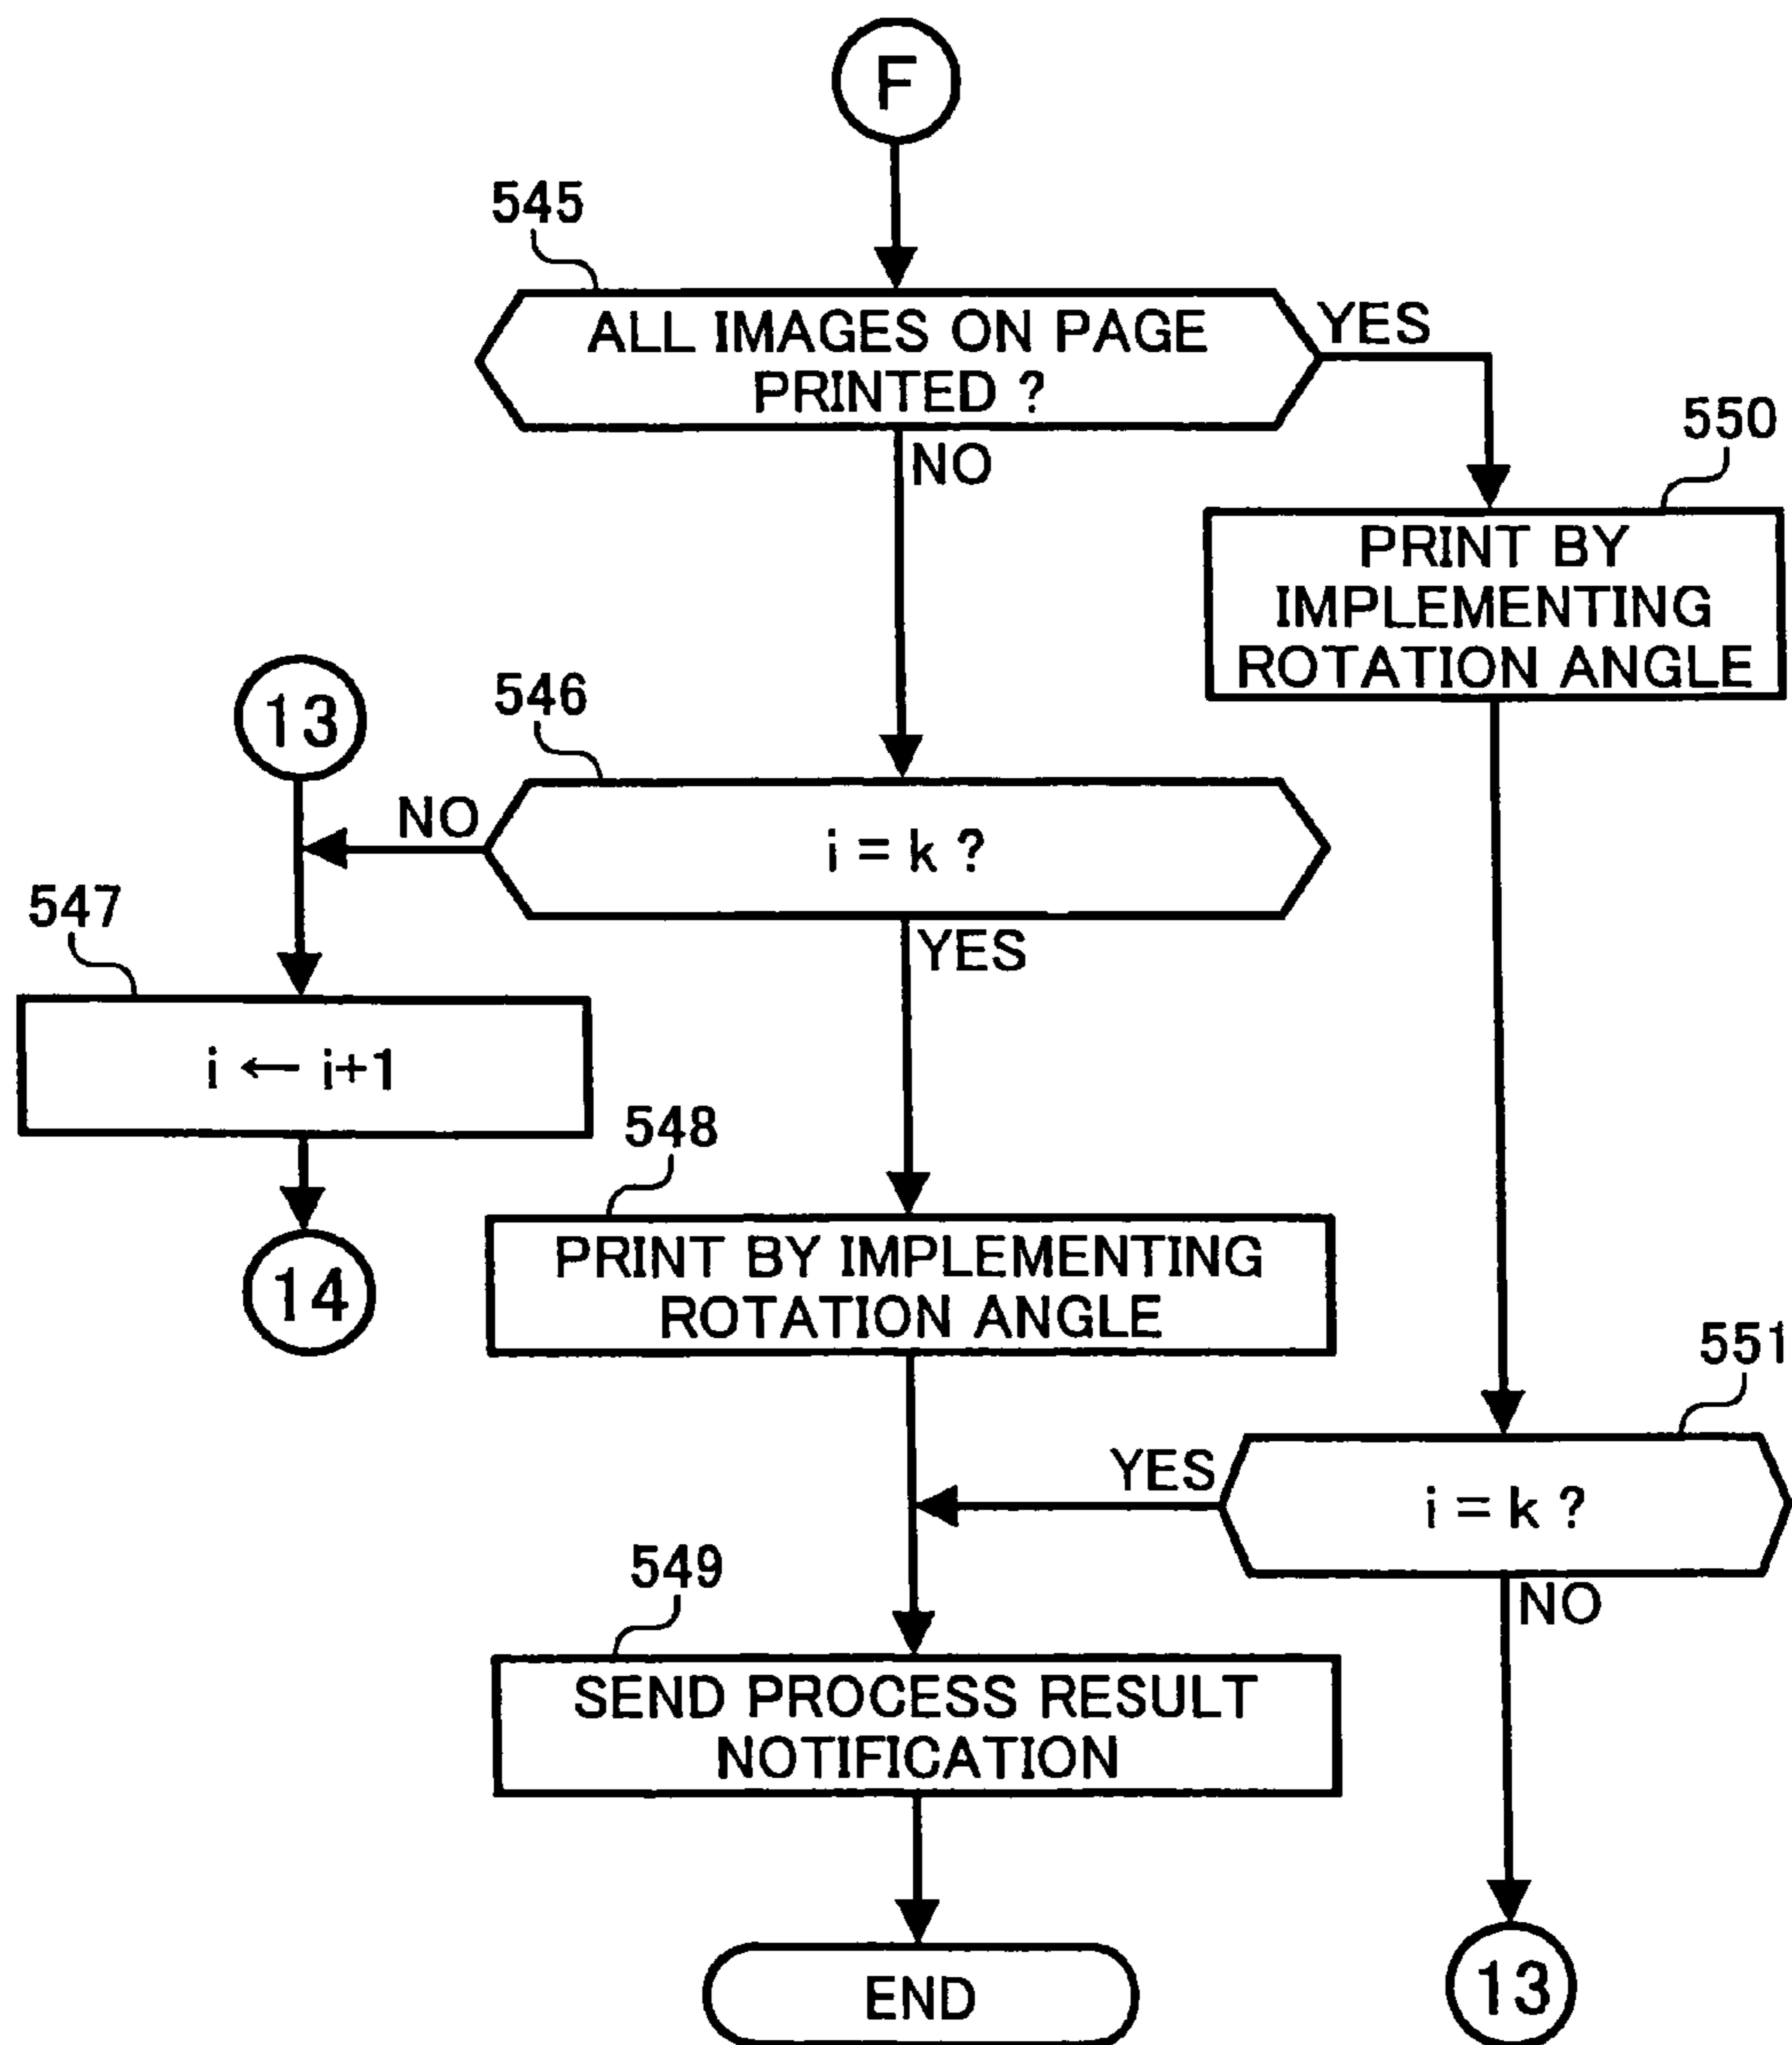 F
545
ALL IMAGES ON PAGE
PRINTED ?
YES
NO
550
PRINT BY
IMPLEMENTING
ROTATION ANGLE
13
546
NO
i = k ?
YES
547
i ← i+1
14
548
PRINT BY IMPLEMENTING
ROTATION ANGLE
551
YES
i = k ?
NO
549
SEND PROCESS RESULT
NOTIFICATION
END
13